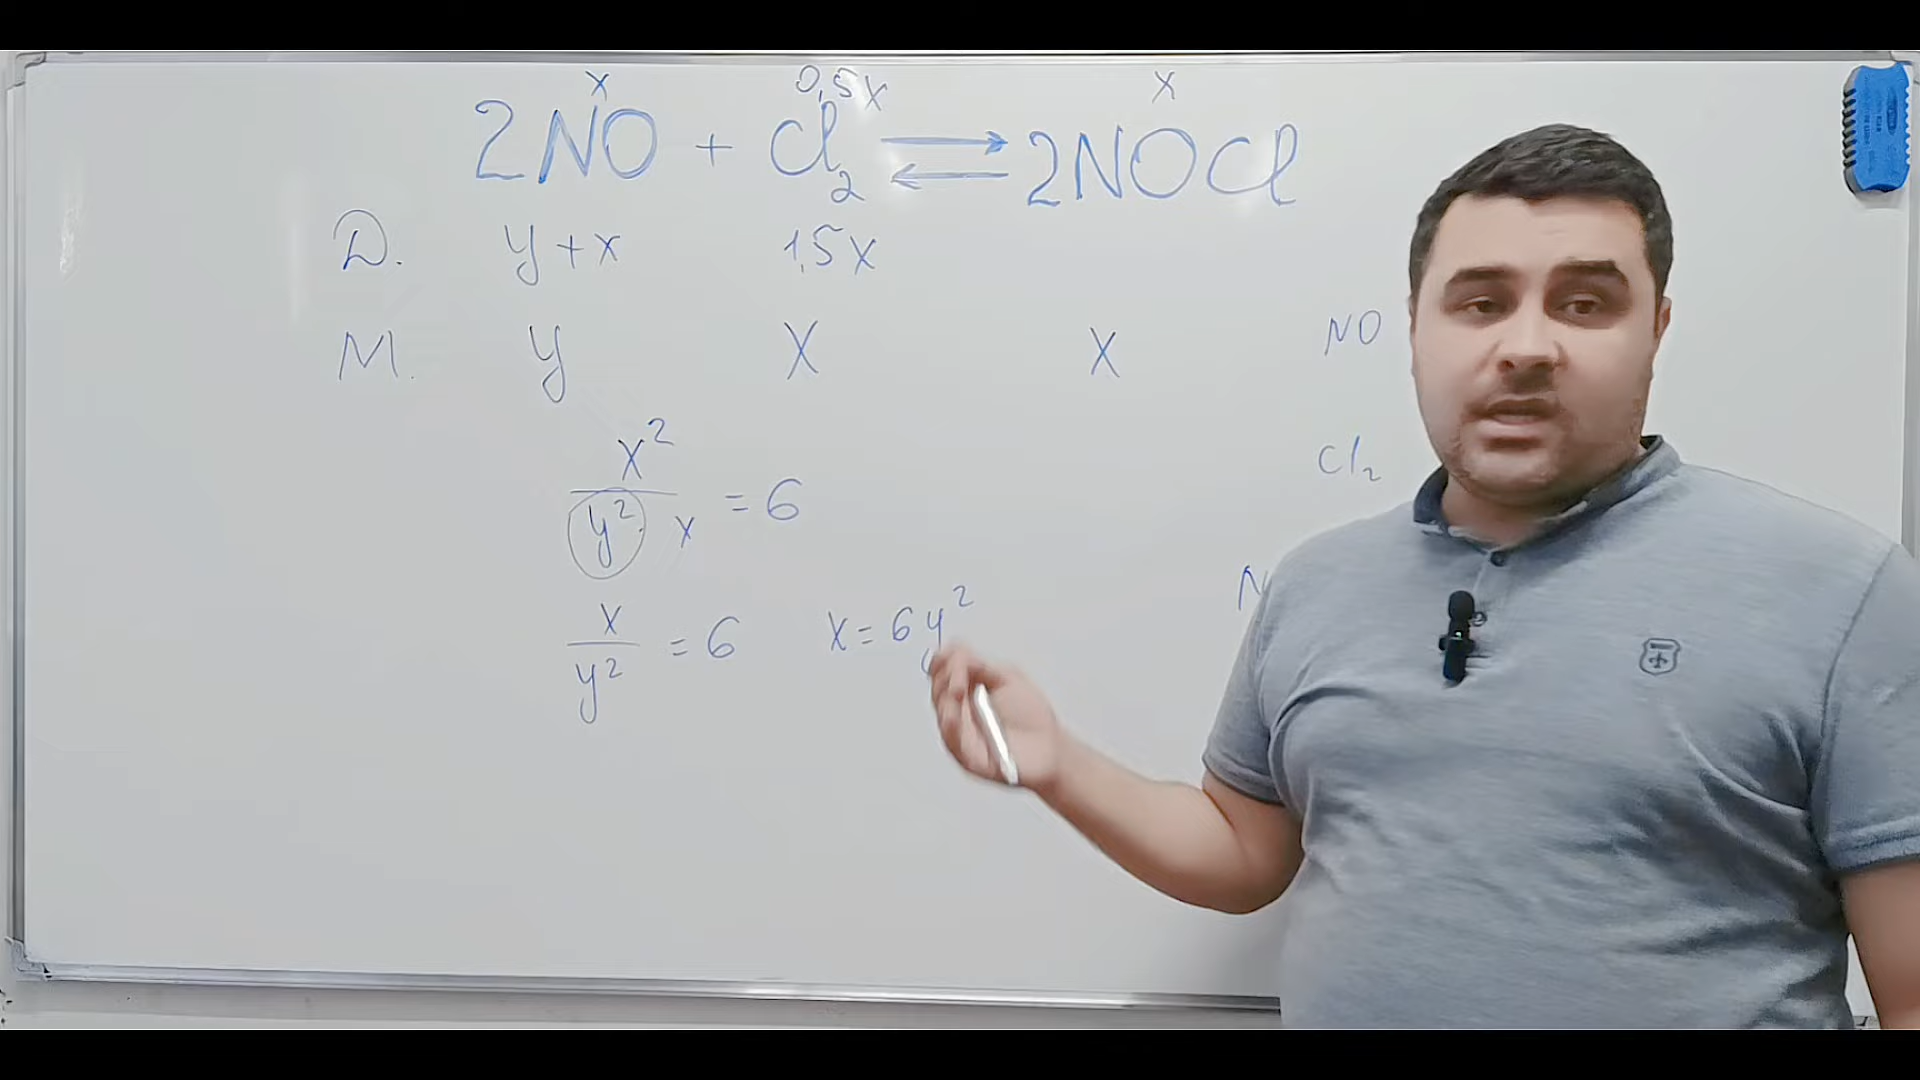 x 0,5x x
2NO + Cl₂ ⇌ 2NOCl
D. y+x 1,5x
M. y x x
NO
x²
Cl₂
y² x = 6
N
x
x = 6y²
y² = 6